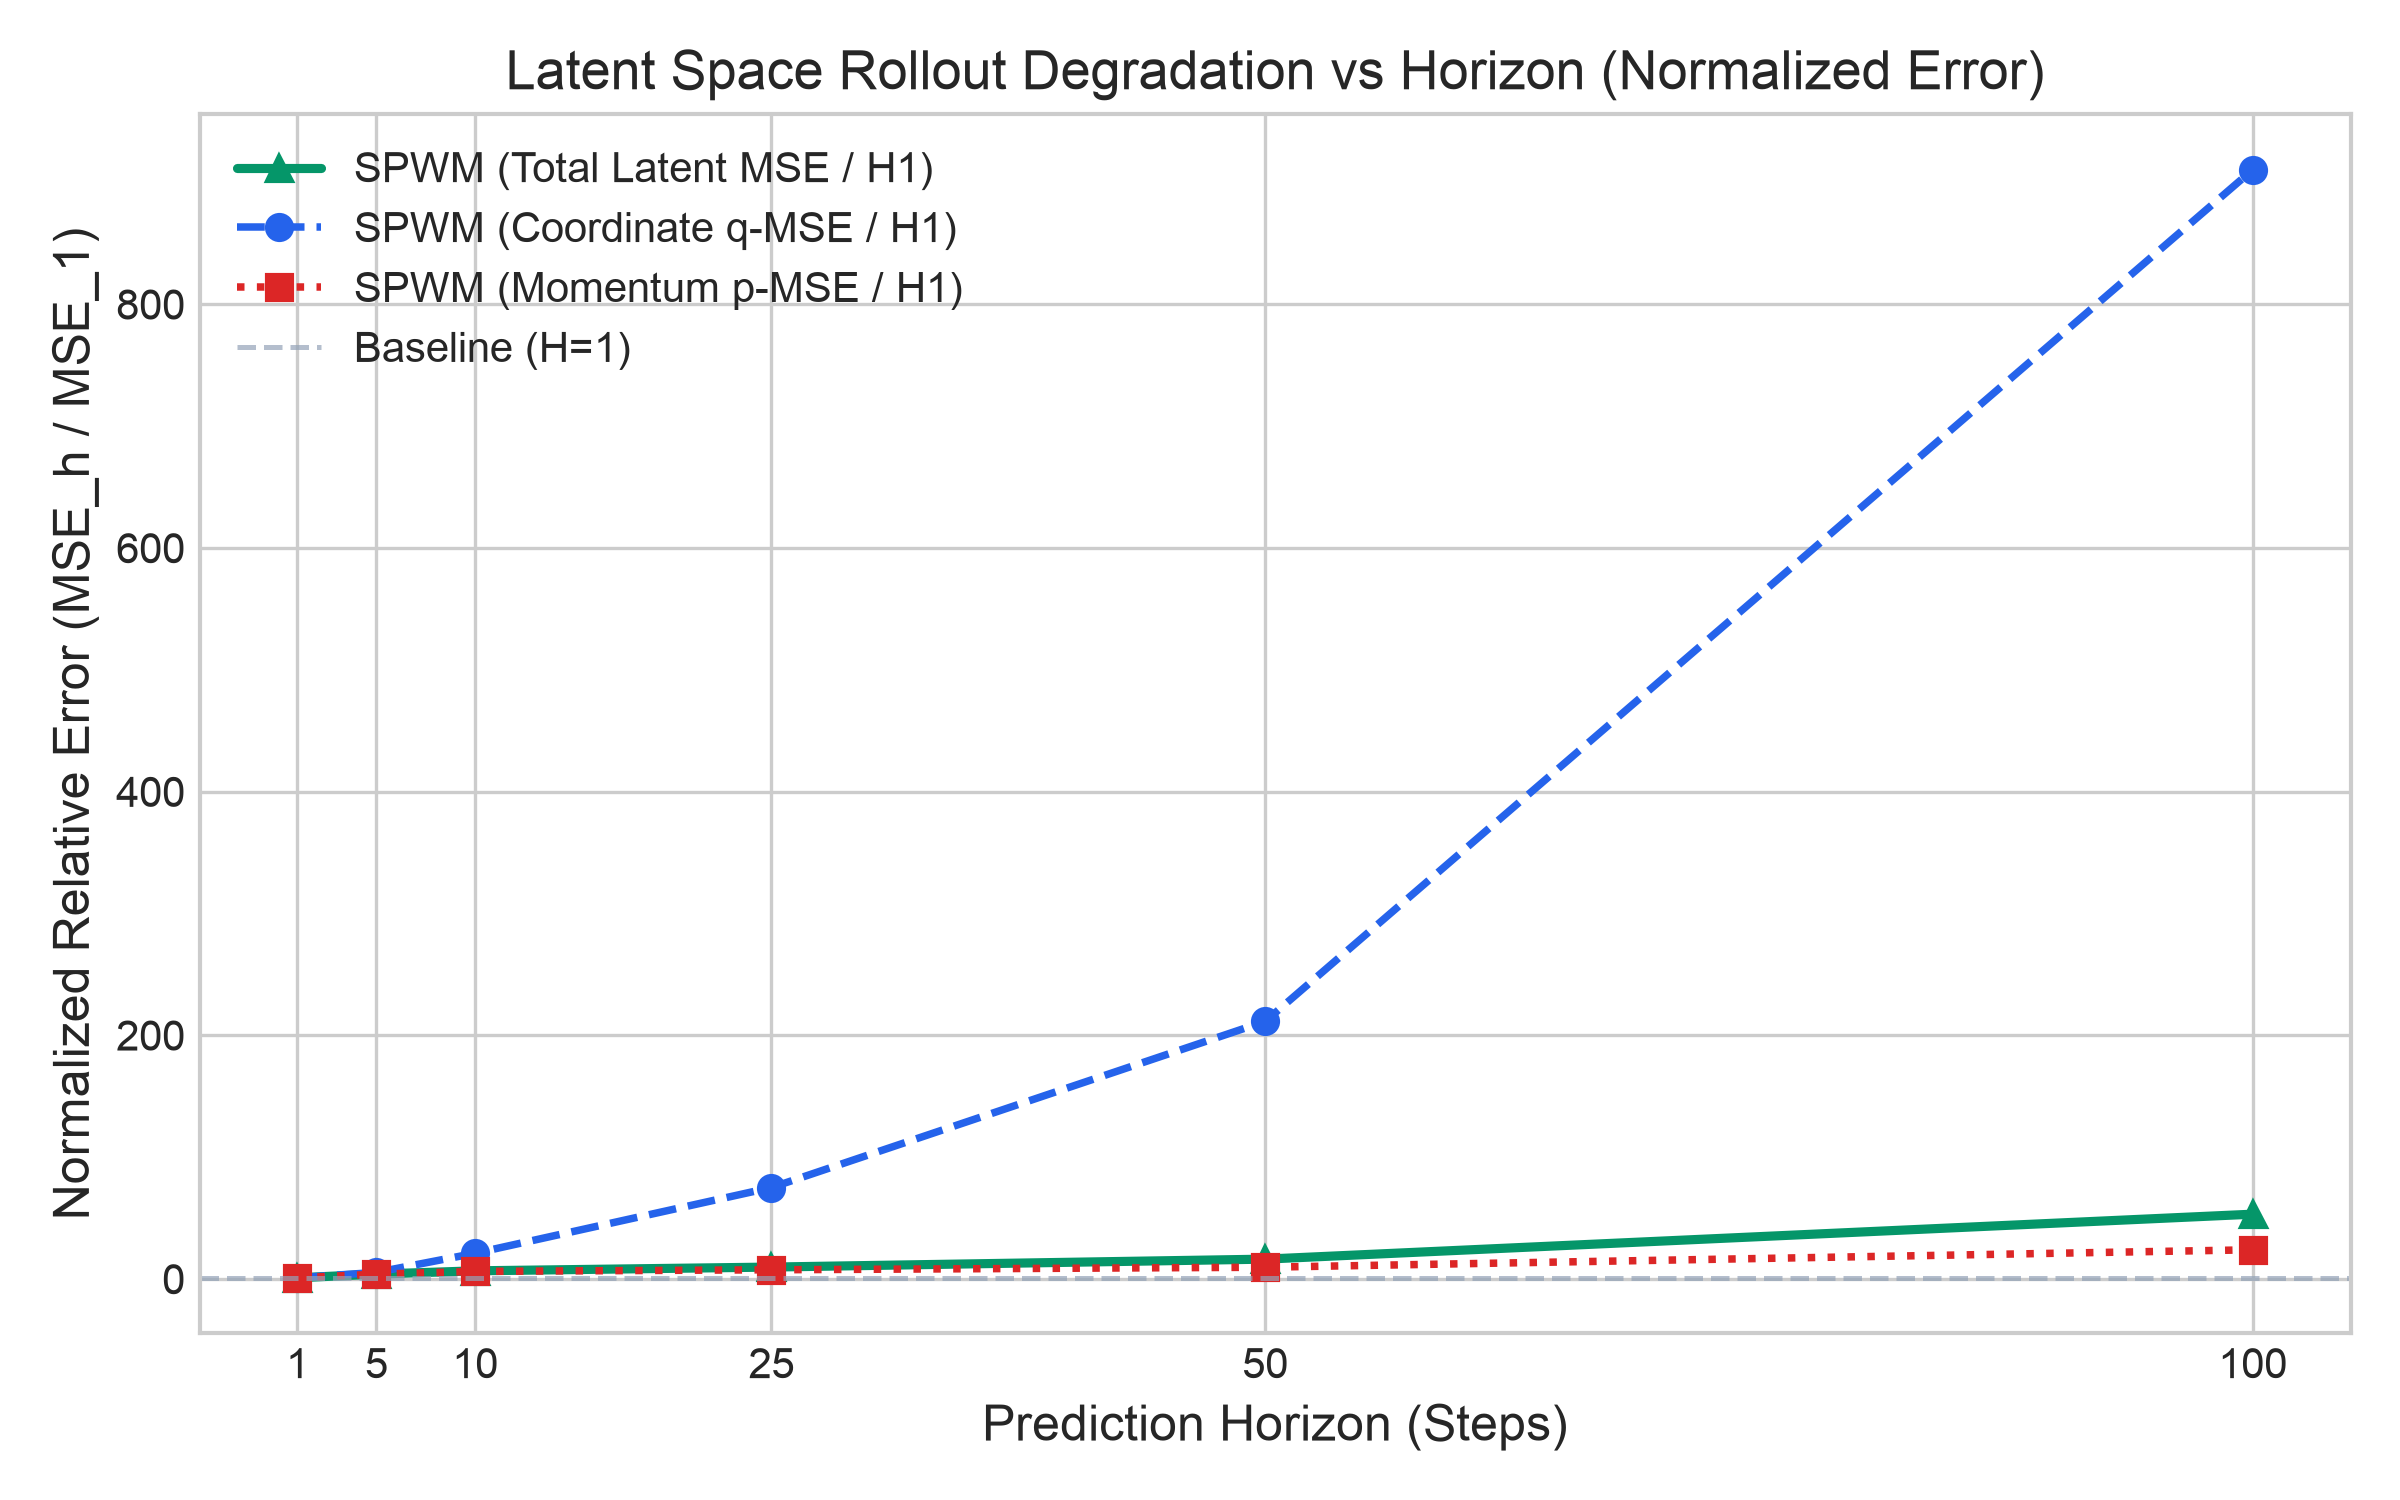 Latent Space Rollout Degradation vs Horizon (Normalized Error)
SPWM (Total Latent MSE / H1)
SPWM (Coordinate q-MSE / H1)
SPWM (Momentum p-MSE / H1)
Baseline (H=1)
Normalized Relative Error (MSE_h / MSE_1)
800
600
400
200
0
1 5 10 25 50 100
Prediction Horizon (Steps)